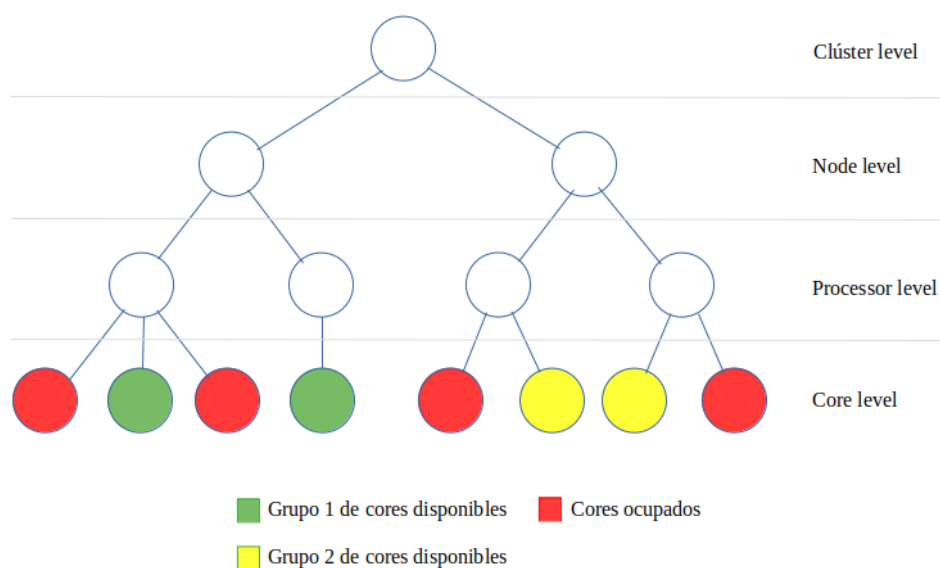 Clúster level
Node level
Processor level
Core level
Grupo 1 de cores disponibles
Cores ocupados
Grupo 2 de cores disponibles